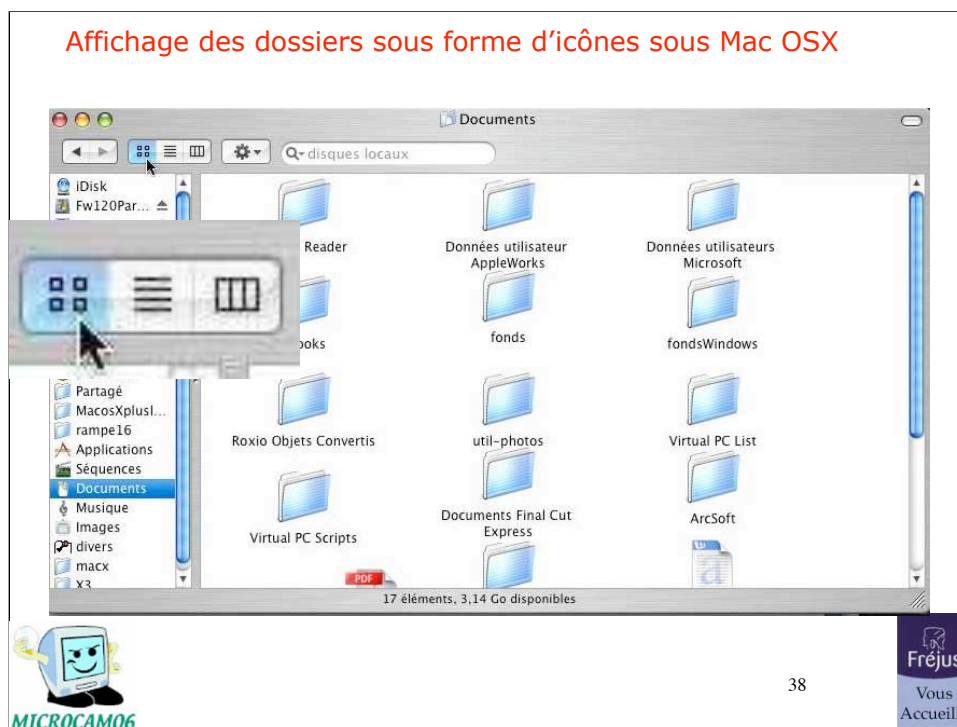 Affichage des dossiers sous forme d'icônes sous Mac OSX
Documents
disques locaux
iDisk
Fw120Par...
Partagé
MacosXplusI...
rampe16
Applications
Séquences
Documents
Musique
Images
divers
macx
X3
Reader
Données utilisateur
AppleWorks
Données utilisateurs
Microsoft
ooks
fonds
fondsWindows
Roxio Objets Convertis
util-photos
Virtual PC List
Virtual PC Scripts
Documents Final Cut
Express
ArcSoft
PDF
17 éléments, 3,14 Go disponibles
MICROCAM06
38
Fréjus
Vous
Accueill